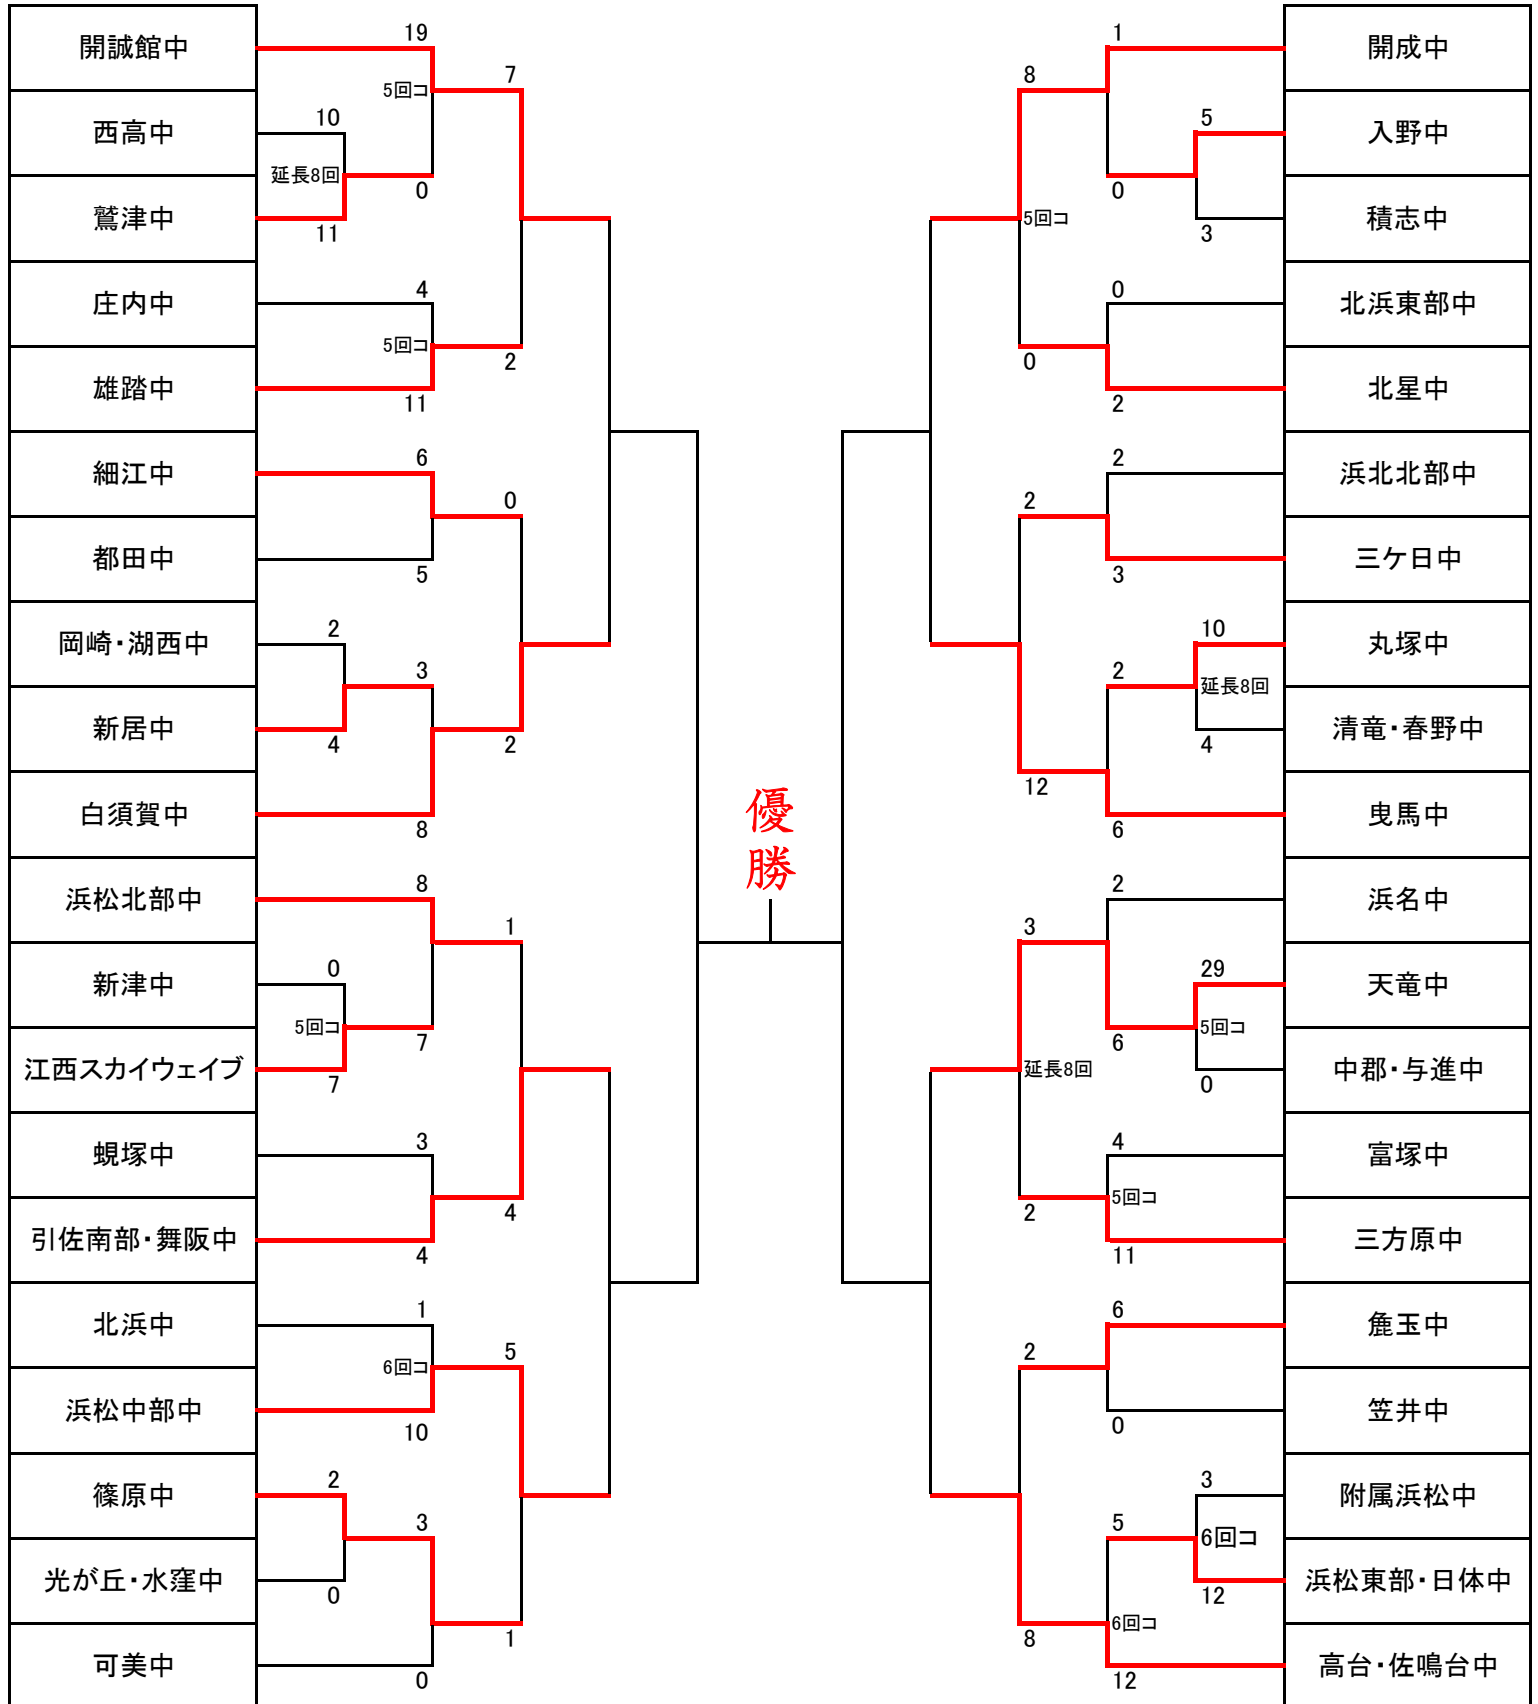 開誠館中
西高中
鷲津中
庄内中
雄踏中
細江中
都田中
岡崎・湖西中
新居中
白須賀中
浜松北部中
新津中
江西スカイウェイブ
蜆塚中
引佐南部・舞阪中
北浜中
浜松中部中
篠原中
光が丘・水窪中
可美中
10
延長8回
11
2
4
0
5回コ
7
2
0
19
5回コ
0
4
5回コ
11
6
5
3
8
8
7
3
4
1
6回コ
10
3
0
7
2
0
2
1
4
5
1
優
勝
8
5回コ
0
2
12
3
延長8回
2
2
8
1
0
0
2
2
3
2
6
2
6
4
5回コ
11
6
0
5
6回コ
12
5
3
10
延長8回
4
29
5回コ
0
3
6回コ
12
開成中
入野中
積志中
北浜東部中
北星中
浜北北部中
三ケ日中
丸塚中
清竜・春野中
曳馬中
浜名中
天竜中
中郡・与進中
富塚中
三方原中
麁玉中
笠井中
附属浜松中
浜松東部・日体中
高台・佐鳴台中